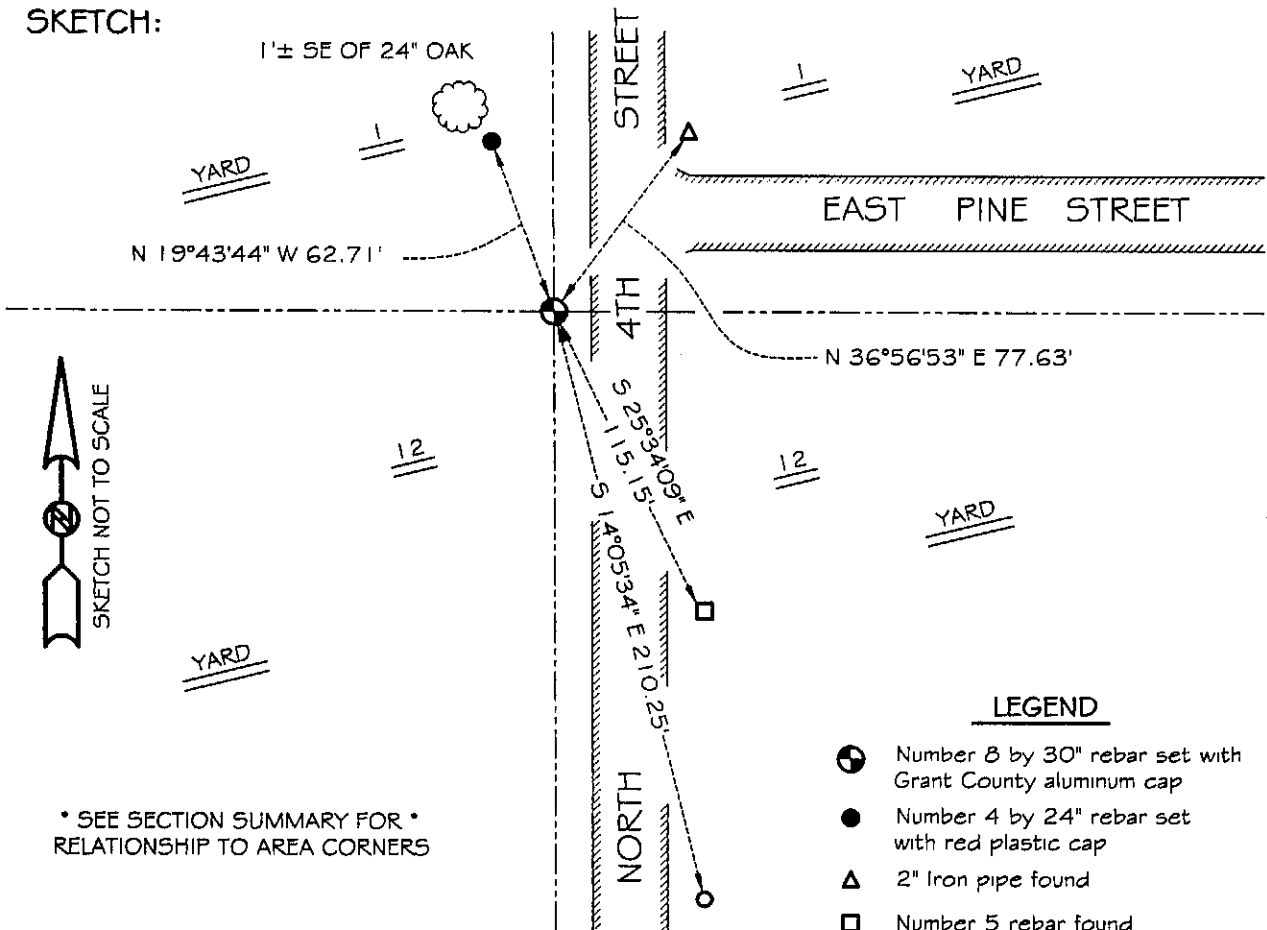 SKETCH:
1'± SE OF 24" OAK
STREET
1
YARD
1
YARD
EAST PINE STREET
N 19°43'44" W 62.71'
4TH
N 36°56'53" E 77.63'
SKETCH NOT TO SCALE
N
S 25°34'09" E
115.15'
12
12
S 14°05'34" E 210.25'
YARD
YARD
LEGEND
Number 8 by 30" rebar set with
Grant County aluminum cap
Number 4 by 24" rebar set
with red plastic cap
2" Iron pipe found
Number 5 rebar found
NORTH
* SEE SECTION SUMMARY FOR *
RELATIONSHIP TO AREA CORNERS